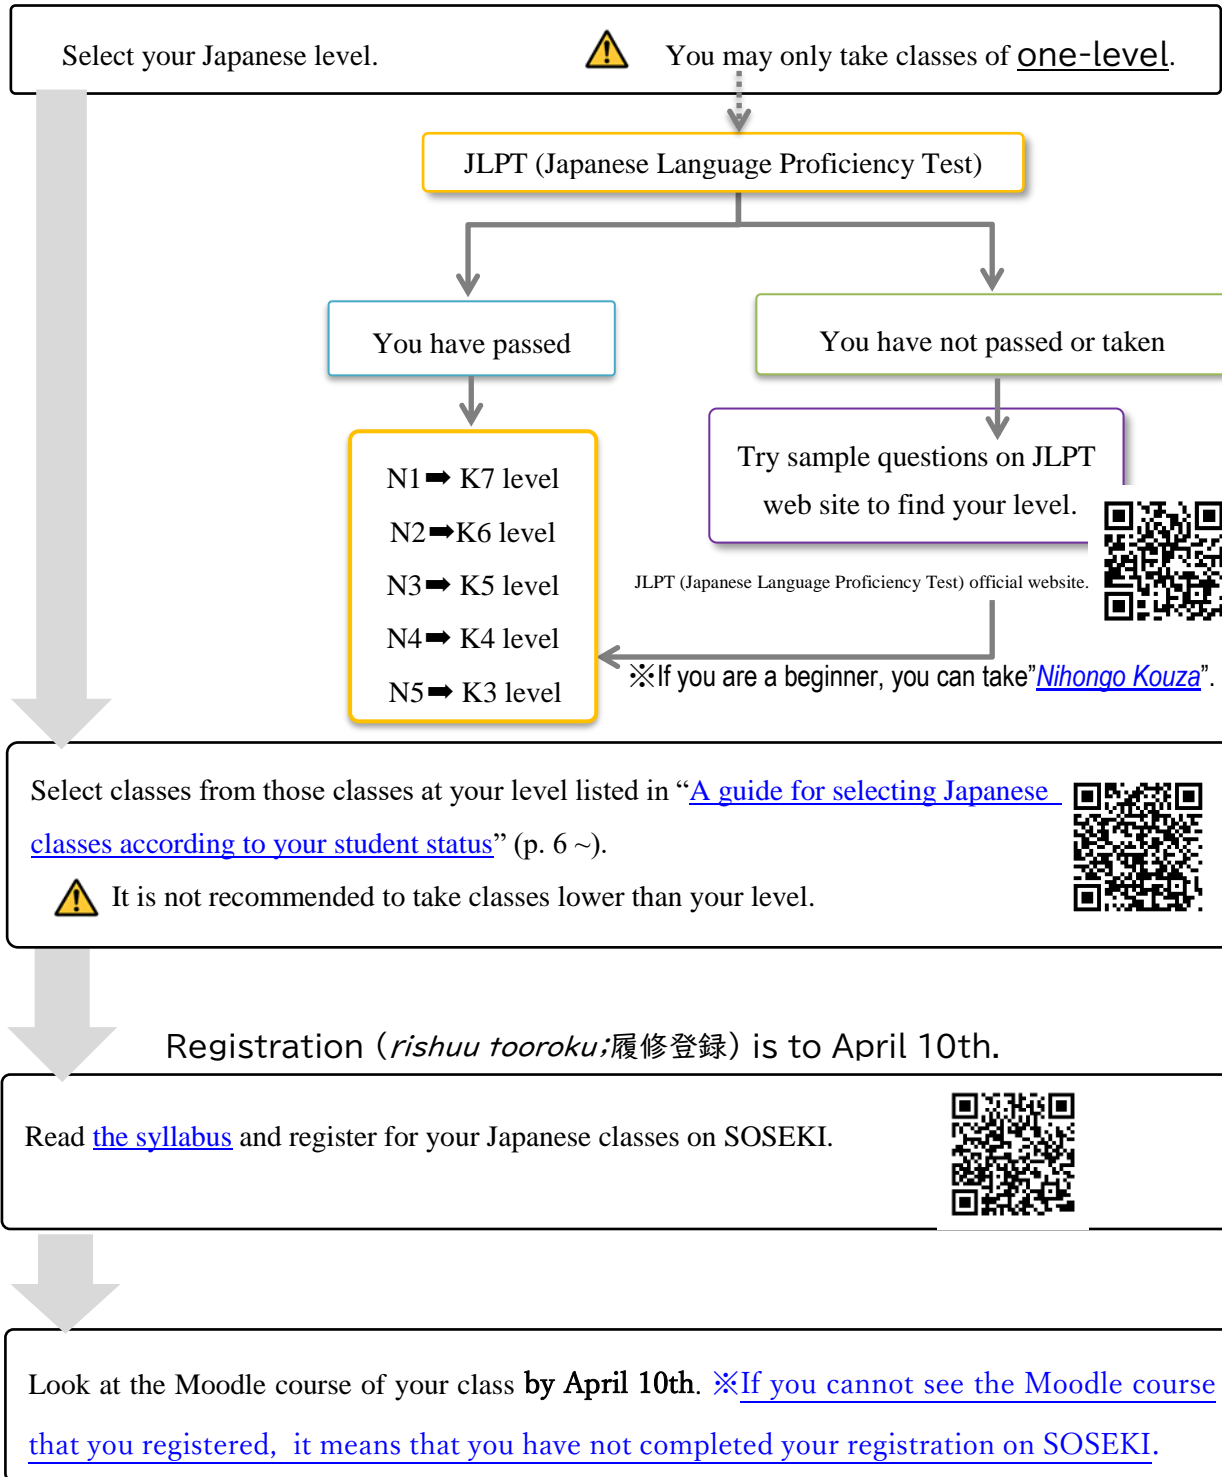 Select your Japanese level.
You may only take classes of one-level.
JLPT (Japanese Language Proficiency Test)
You have passed
You have not passed or taken
N1➡ K7 level
N2➡K6 level
N3➡ K5 level
N4➡ K4 level
N5➡ K3 level
Try sample questions on JLPT
web site to find your level.
JLPT (Japanese Language Proficiency Test) official website.
※If you are a beginner, you can take”Nihongo Kouza”.
Select classes from those classes at your level listed in “A guide for selecting Japanese
classes according to your student status” (p. 6 ~).
It is not recommended to take classes lower than your level.
Registration (rishuu tooroku;履修登録) is to April 10th.
Read the syllabus and register for your Japanese classes on SOSEKI.
Look at the Moodle course of your class by April 10th. ※If you cannot see the Moodle course
that you registered, it means that you have not completed your registration on SOSEKI.